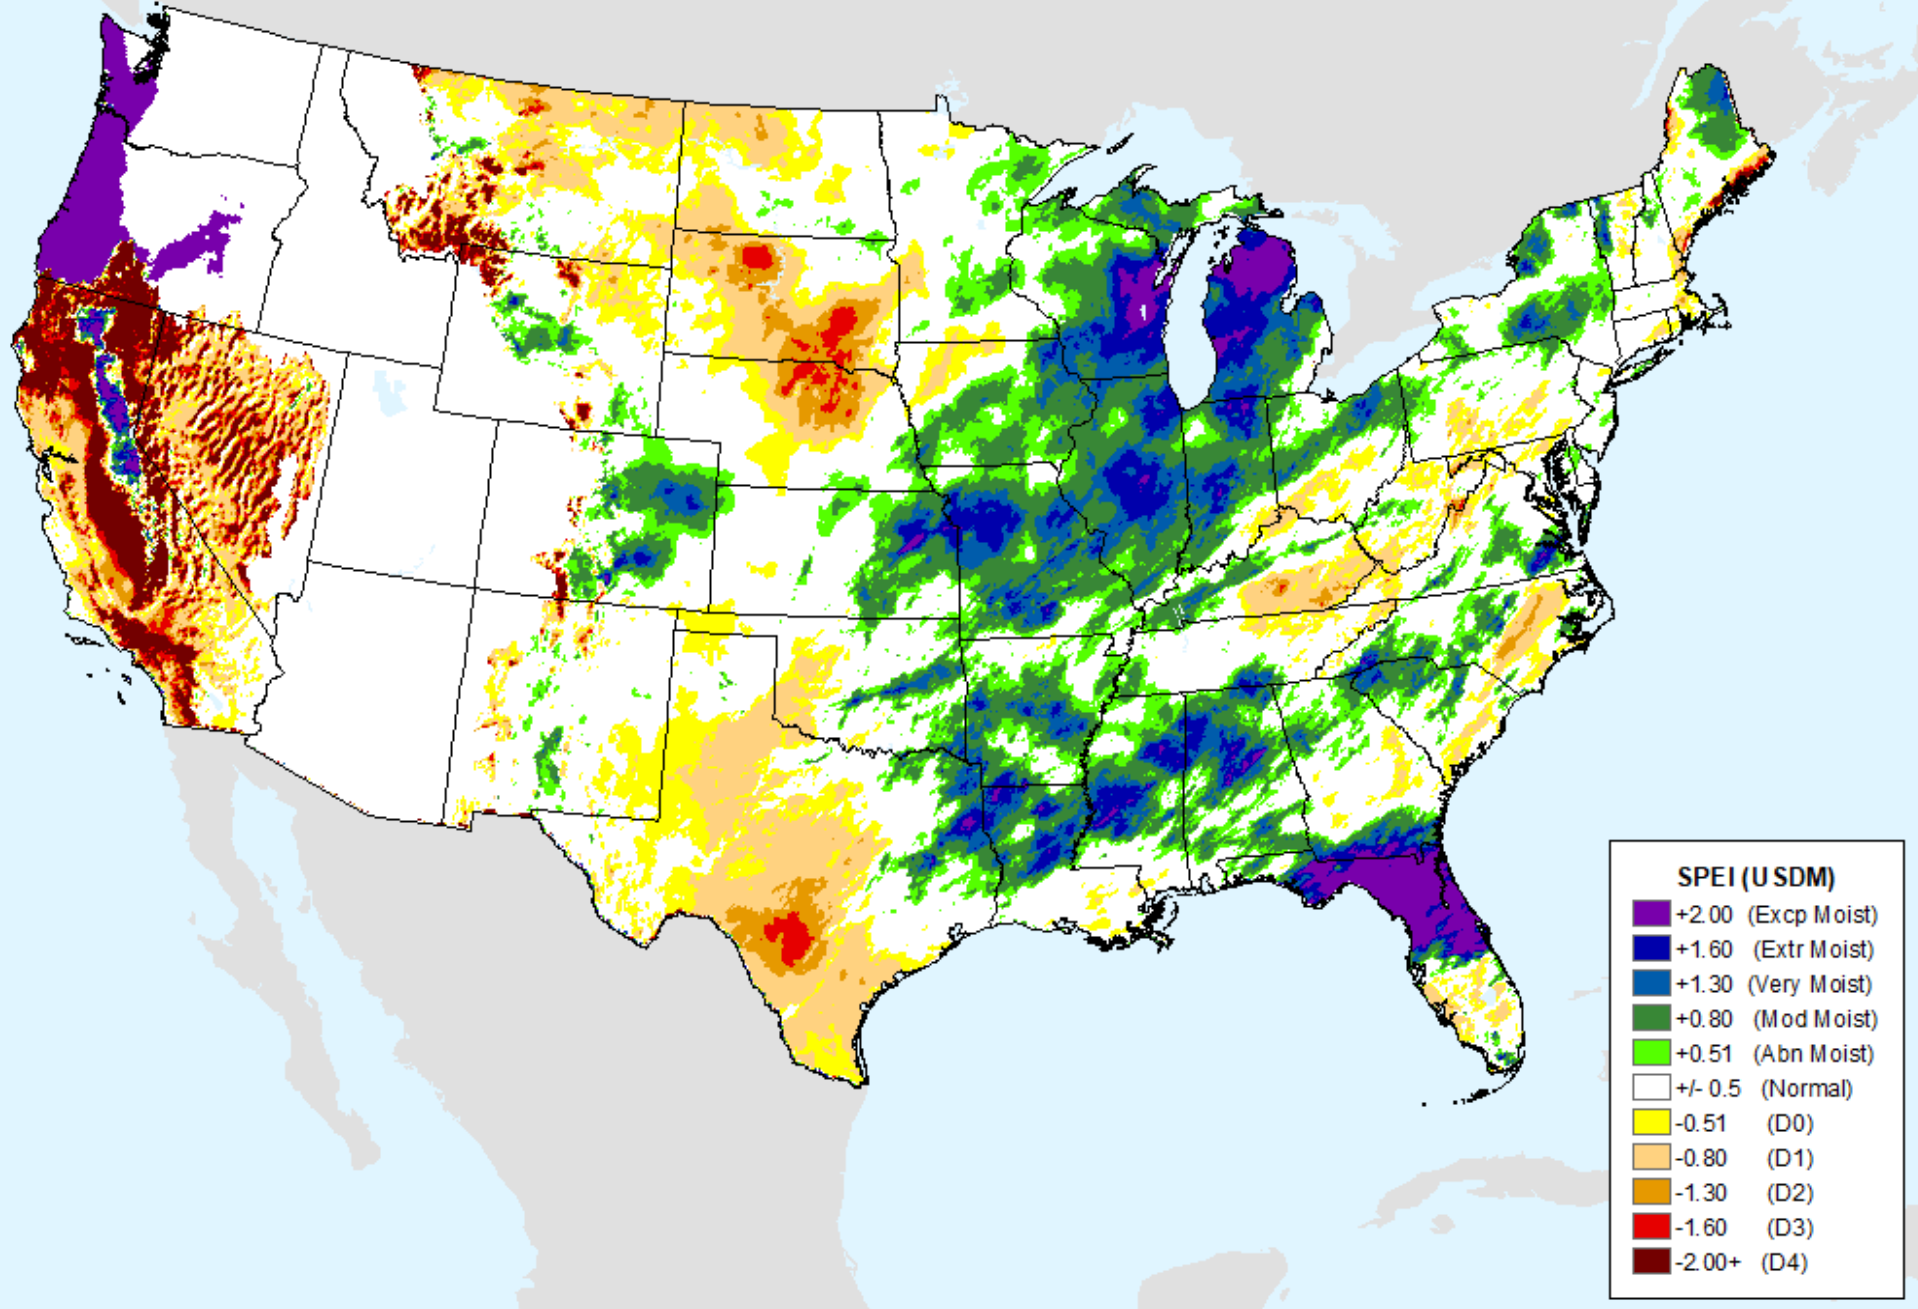 SPEI (USDM)
+2.00 (Excp Moist)
+1.60 (Extr Moist)
+1.30 (Very Moist)
+0.80 (Mod Moist)
+0.51 (Abn Moist)
+/- 0.5 (Normal)
-0.51 (D0)
-0.80 (D1)
-1.30 (D2)
-1.60 (D3)
-2.00+ (D4)